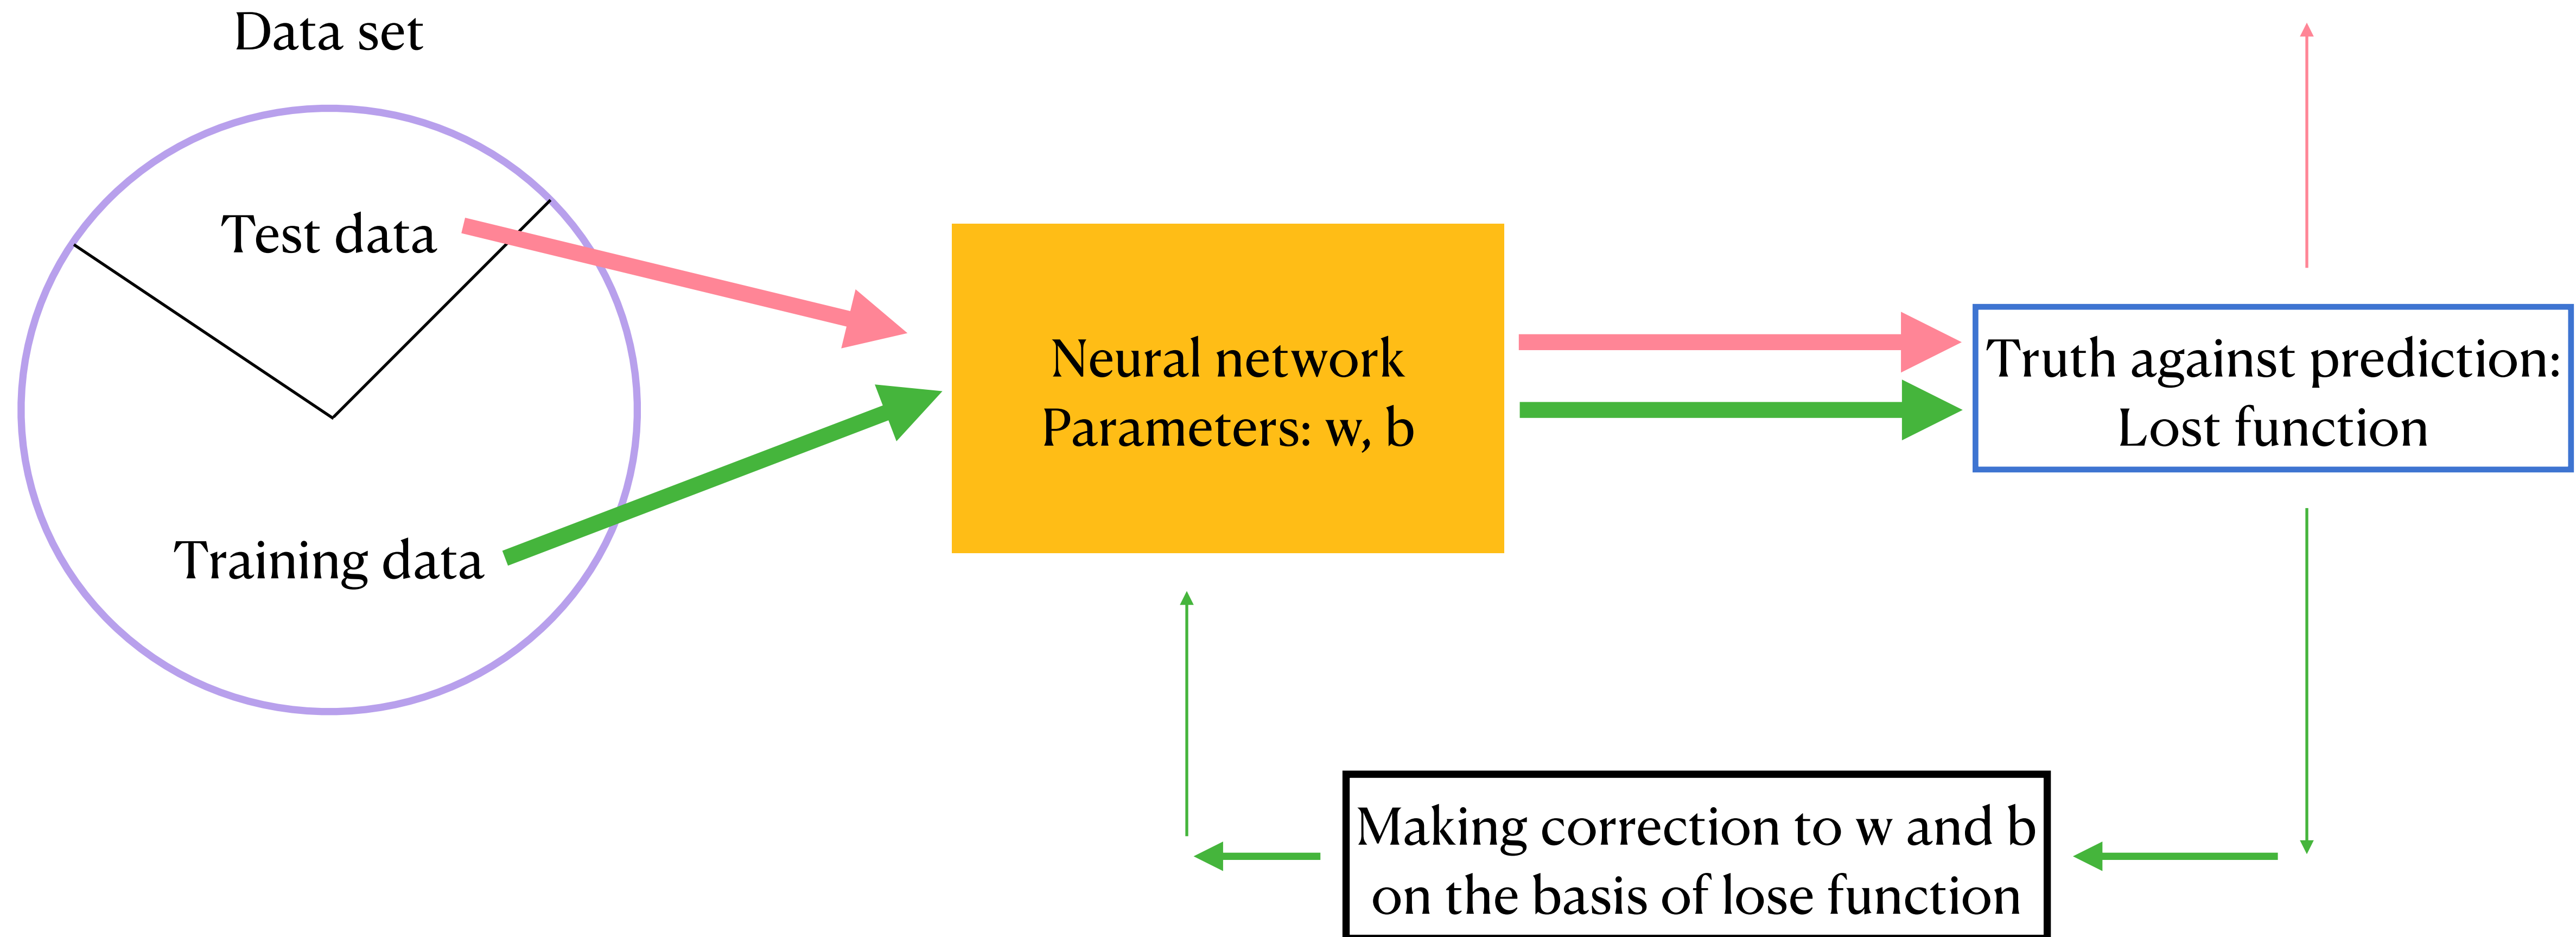 Data set
Test data
Training data
Neural network
Parameters: w, b
Truth against prediction:
Lost function
Making correction to w and b
on the basis of lose function